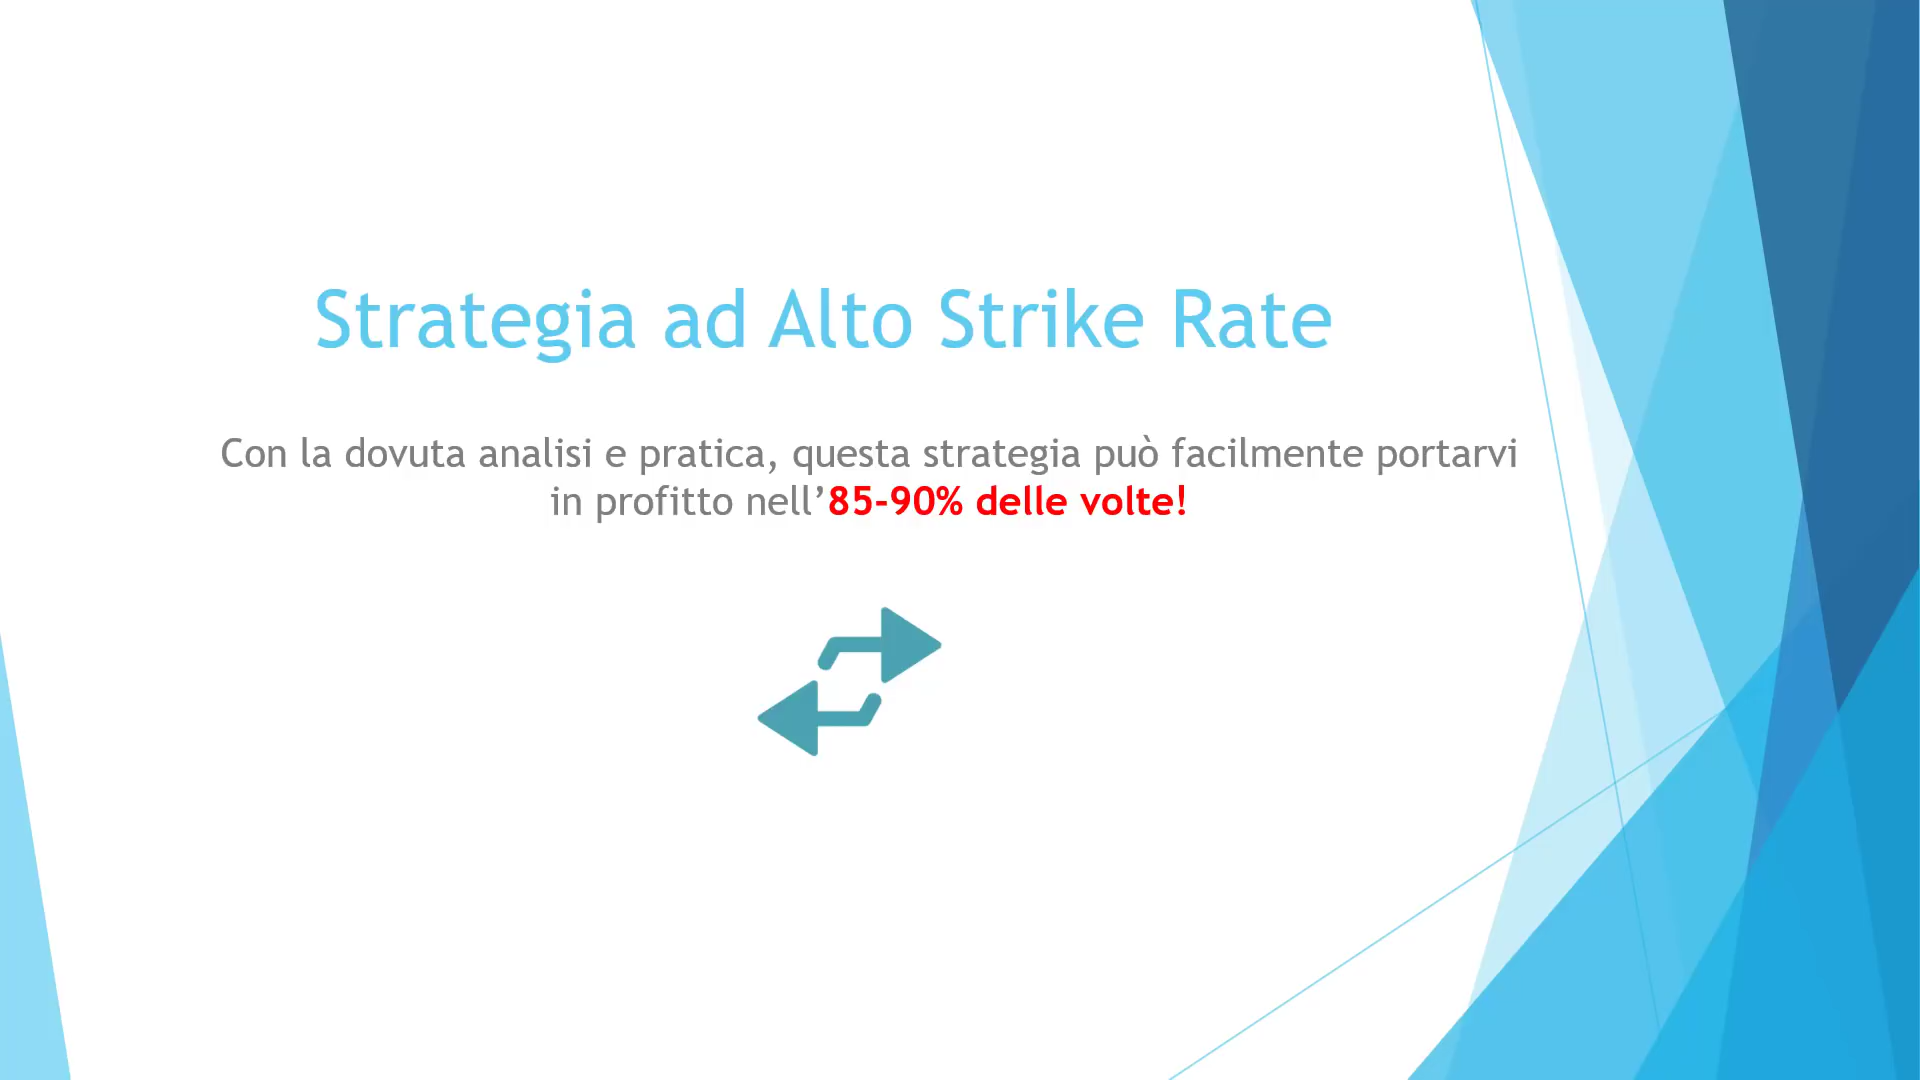 Strategia ad Alto Strike Rate
Con la dovuta analisi e pratica, questa strategia può facilmente portarvi
in profitto nell’85-90% delle volte!